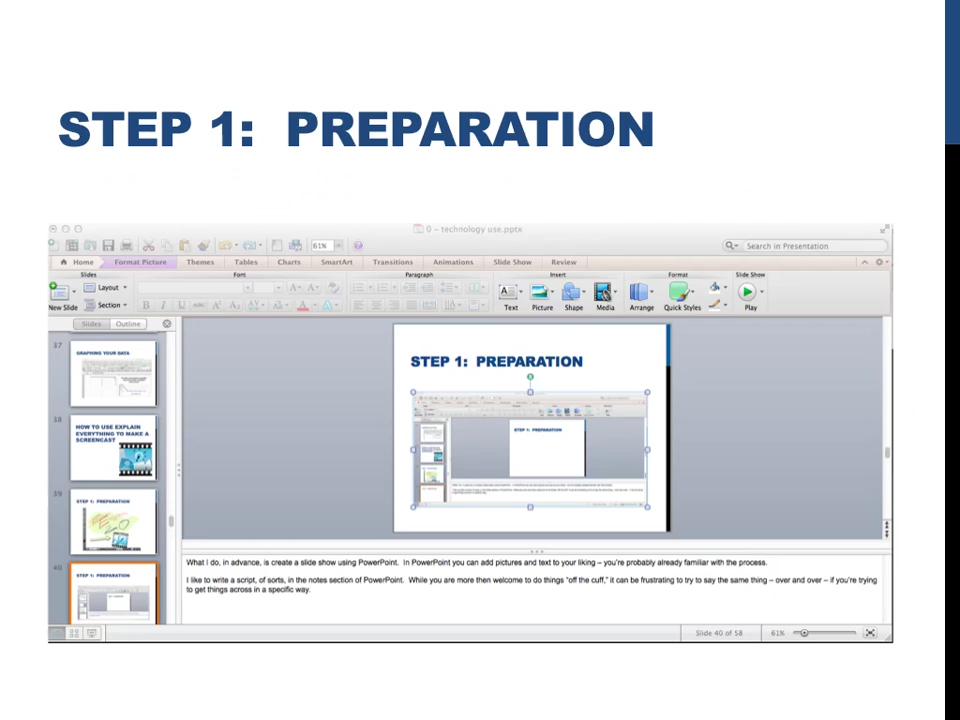 STEP 1: PREPARATION
0 – technology use.pptx
61%
Search in Presentation
Home Format Picture Themes Tables Charts SmartArt Transitions Animations Slide Show Review
Slides Font Paragraph Insert Format Slide Show
New Slide Layout Section
B I U ABC
Text Picture Shape Media Arrange Quick Styles Play
Slides Outline
37
GRAPHING YOUR DATA
38
HOW TO USE EXPLAIN
EVERYTHING TO MAKE A
SCREENCAST
39
STEP 1: PREPARATION
40
STEP 1: PREPARATION
STEP 1: PREPARATION
STEP 1: PREPARATION
What I do, in advance, is create a slide show using PowerPoint. In PowerPoint you can add pictures and text to your liking – you're probably already familiar with the process.
I like to write a script, of sorts, in the notes section of PowerPoint. While you are more then welcome to do things "off the cuff," it can be frustrating to try to say the same thing – over and over – if you're trying
to get things across in a specific way.
Slide 40 of 58
61%